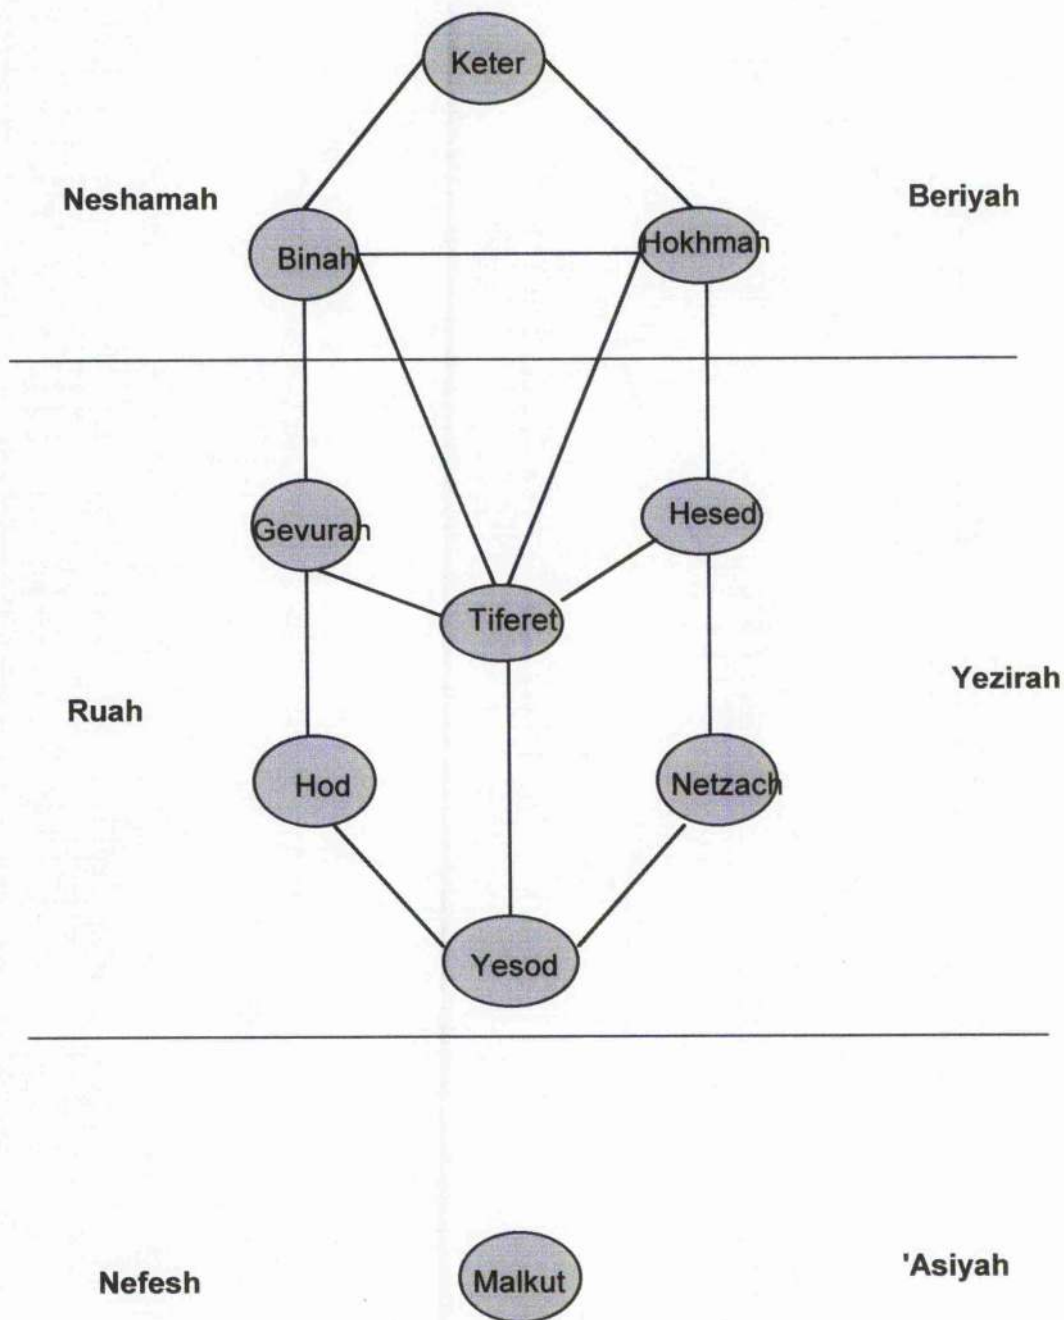 Keter
Neshamah
Beriyah
Binah
Hokhmah
Gevurah
Hesed
Tiferet
Ruah
Yezirah
Hod
Netzach
Yesod
Nefesh
Malkut
'Asiyah